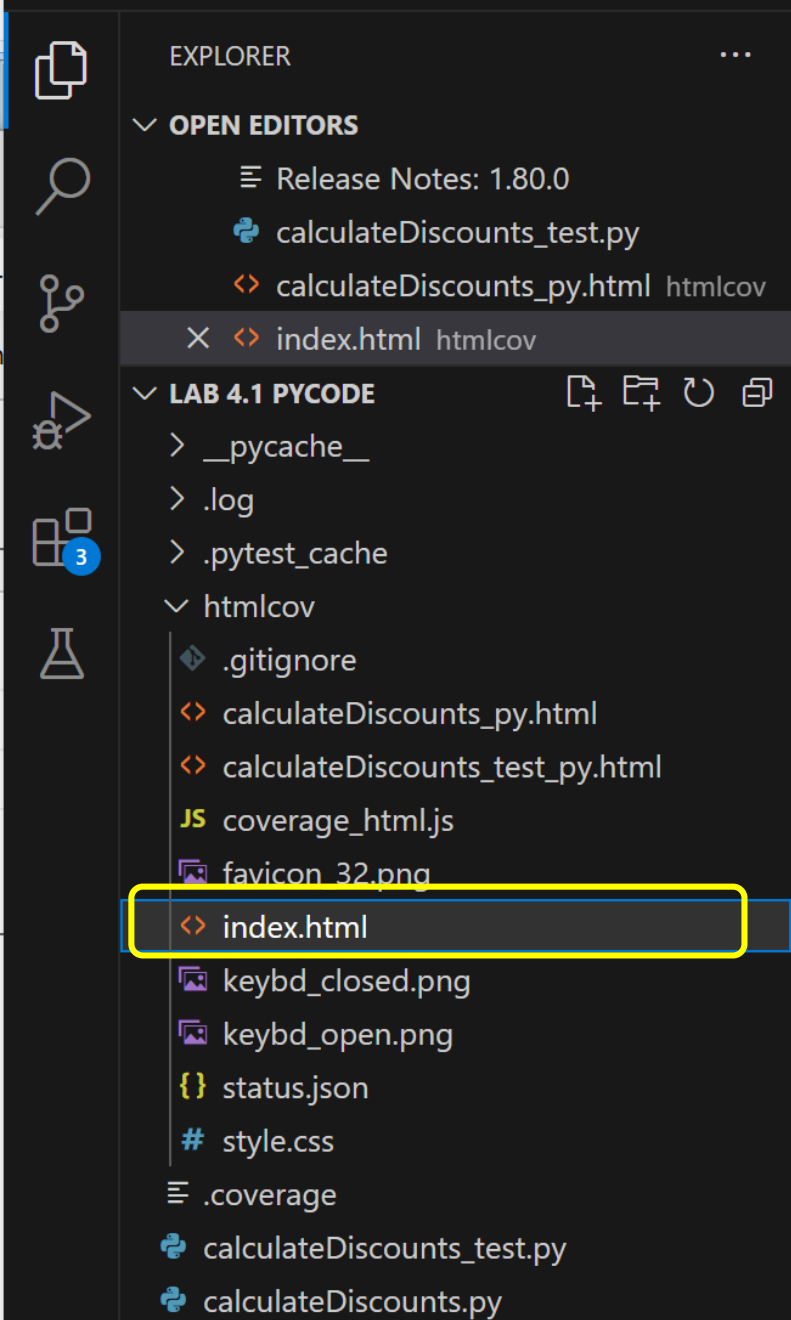 EXPLORER ...
OPEN EDITORS
Release Notes: 1.80.0
calculateDiscounts_test.py
<> calculateDiscounts_py.html htmlcov
<> index.html htmlcov
LAB 4.1 PYCODE
__pycache__
.log
.pytest_cache
3
htmlcov
.gitignore
<> calculateDiscounts_py.html
<> calculateDiscounts_test_py.html
JS coverage_html.js
favicon_32.png
<> index.html
keybd_closed.png
keybd_open.png
{} status.json
# style.css
.coverage
calculateDiscounts_test.py
calculateDiscounts.py